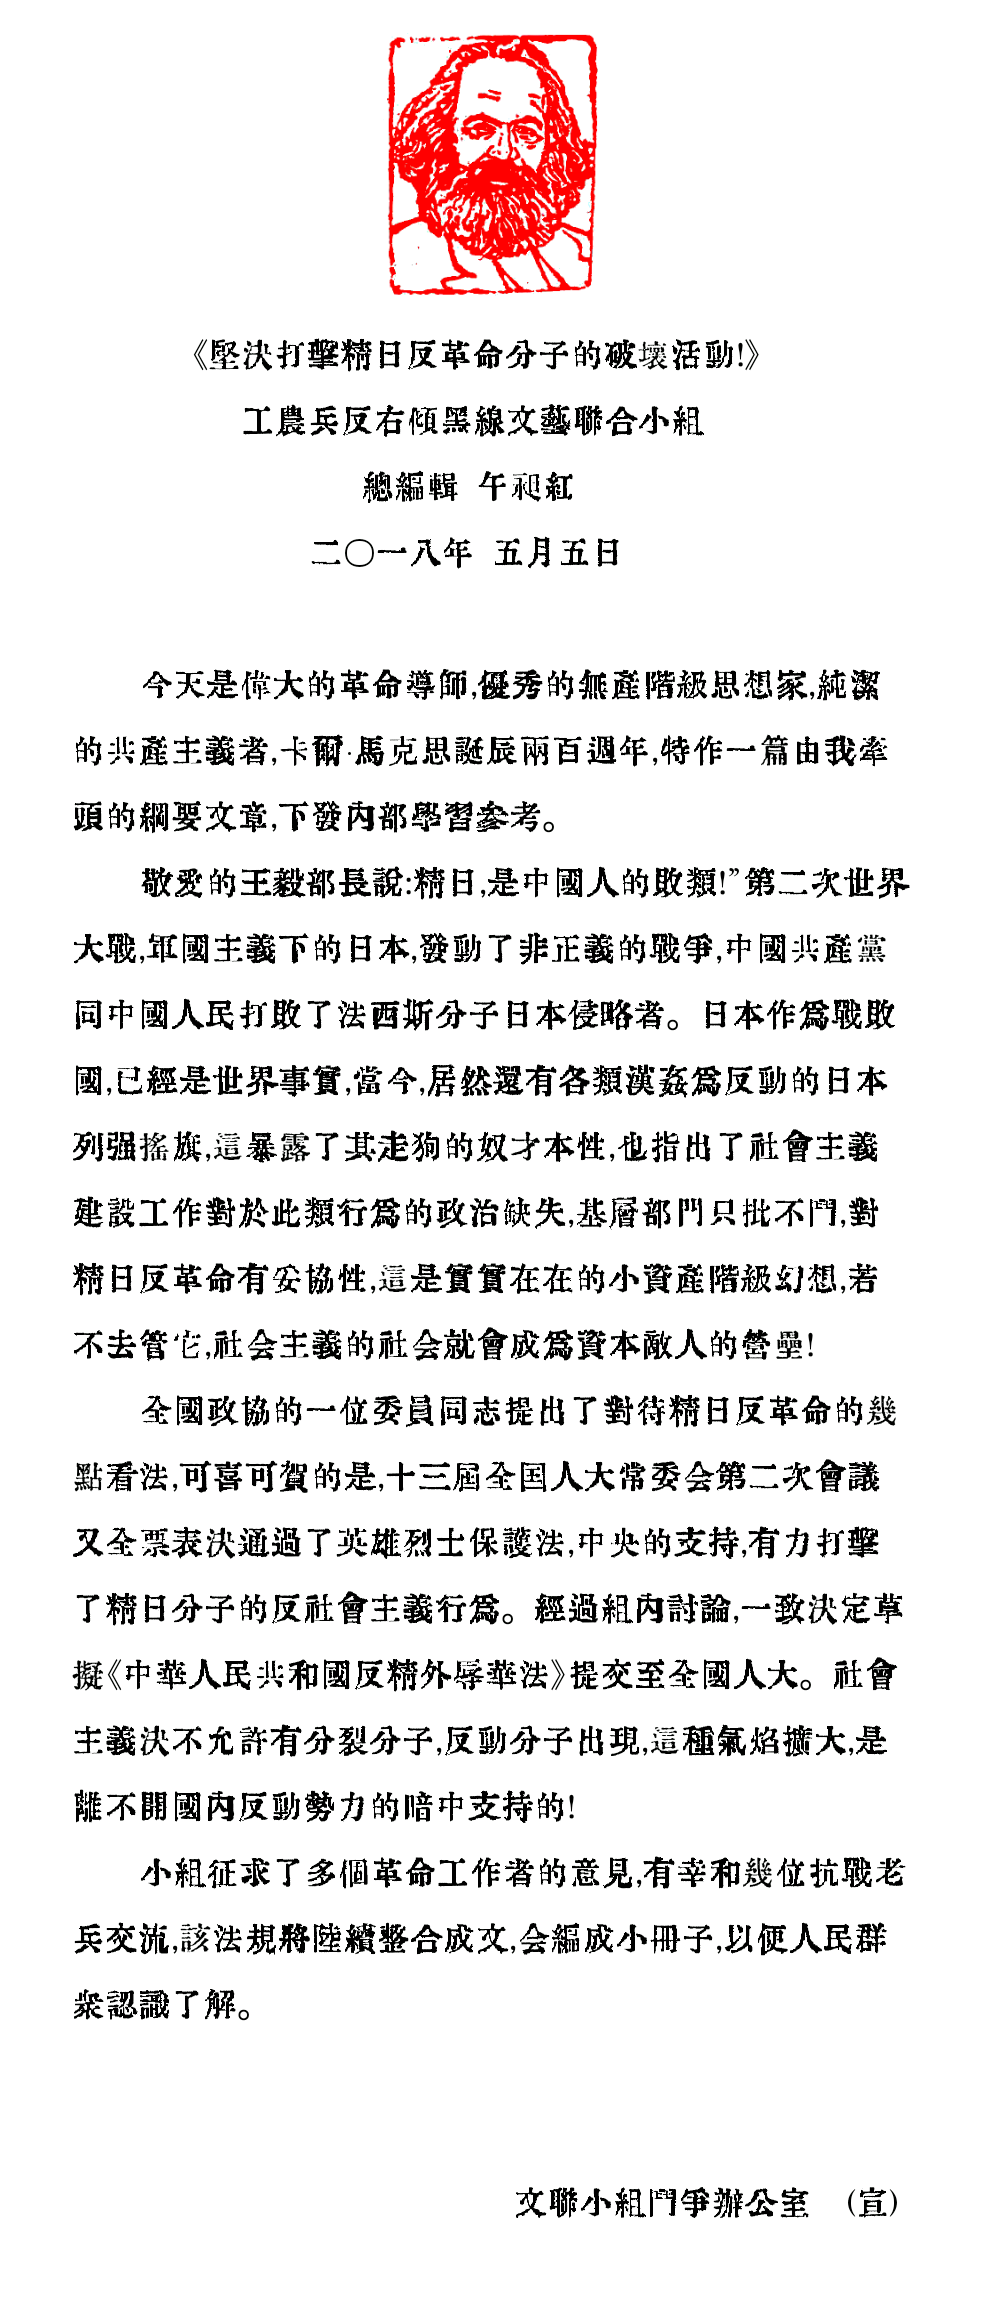 《堅決打擊精日反革命分子的破壞活動!》
工農兵反右傾黑線文藝聯合小組
總編輯 午昶紅
二〇一八年 五月五日
今天是偉大的革命導師,優秀的無產階級思想家,純潔
的共產主義者,卡爾·馬克思誕辰兩百週年,特作一篇由我牽
頭的綱要文章,下發內部學習參考。
敬愛的王毅部長說:精日,是中國人的敗類!”第二次世界
大戰,軍國主義下的日本,發動了非正義的戰爭,中國共產黨
同中國人民打敗了法西斯分子日本侵略者。日本作爲戰敗
國,已經是世界事實,當今,居然還有各類漢姦爲反動的日本
列强搖旗,這暴露了其走狗的奴才本性,也指出了社會主義
建設工作對於此類行爲的政治缺失,基層部門只批不鬥,對
精日反革命有妥協性,這是實實在在的小資產階級幻想,若
不去管它,社会主義的社会就會成爲資本敵人的營壘!
全國政協的一位委員同志提出了對待精日反革命的幾
點看法,可喜可賀的是,十三屆全国人大常委会第二次會議
又全票表決通過了英雄烈士保護法,中央的支持,有力打擊
了精日分子的反社會主義行爲。經過組內討論,一致決定草
擬《中華人民共和國反精外辱華法》提交至全國人大。社會
主義決不允許有分裂分子,反動分子出現,這種氣焰擴大,是
離不開國內反動勢力的暗中支持的!
小組征求了多個革命工作者的意見,有幸和幾位抗戰老
兵交流,該法規將陸續整合成文,会編成小冊子,以便人民群
衆認識了解。
文聯小組鬥爭辦公室 (宣)